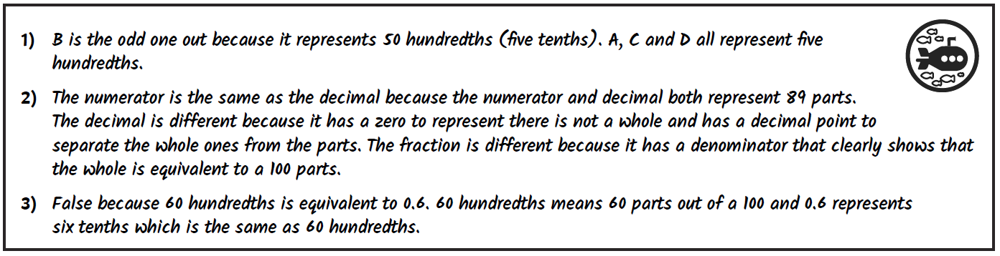 1) B is the odd one out because it represents 50 hundredths (five tenths). A, C and D all represent five
hundredths.
2) The numerator is the same as the decimal because the numerator and decimal both represent 89 parts.
The decimal is different because it has a zero to represent there is not a whole and has a decimal point to
separate the whole ones from the parts. The fraction is different because it has a denominator that clearly shows that
the whole is equivalent to a 100 parts.
3) False because 60 hundredths is equivalent to 0.6. 60 hundredths means 60 parts out of a 100 and 0.6 represents
six tenths which is the same as 60 hundredths.